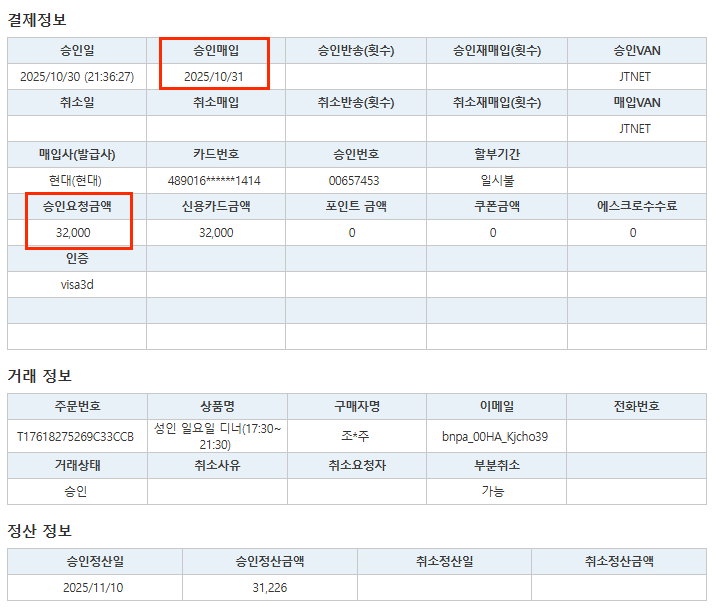 결제정보
승인일 승인매입 승인반송(횟수) 승인재매입(횟수) 승인VAN
2025/10/30 (21:36:27) 2025/10/31 JTNET
취소일 취소매입 취소반송(횟수) 취소재매입(횟수) 매입VAN
JTNET
매입사(발급사) 카드번호 승인번호 할부기간
현대(현대) 489016******1414 00657453 일시불
승인요청금액 신용카드금액 포인트 금액 쿠폰금액 에스크로수수료
32,000 32,000 0 0 0
인증
visa3d
거래 정보
주문번호 상품명 구매자명 이메일 전화번호
T17618275269C33CCB 성인 일요일 디너(17:30~
21:30) 조*주 bnpa_00HA_Kjcho39
거래상태 취소사유 취소요청자 부분취소
승인 가능
정산 정보
승인정산일 승인정산금액 취소정산일 취소정산금액
2025/11/10 31,226